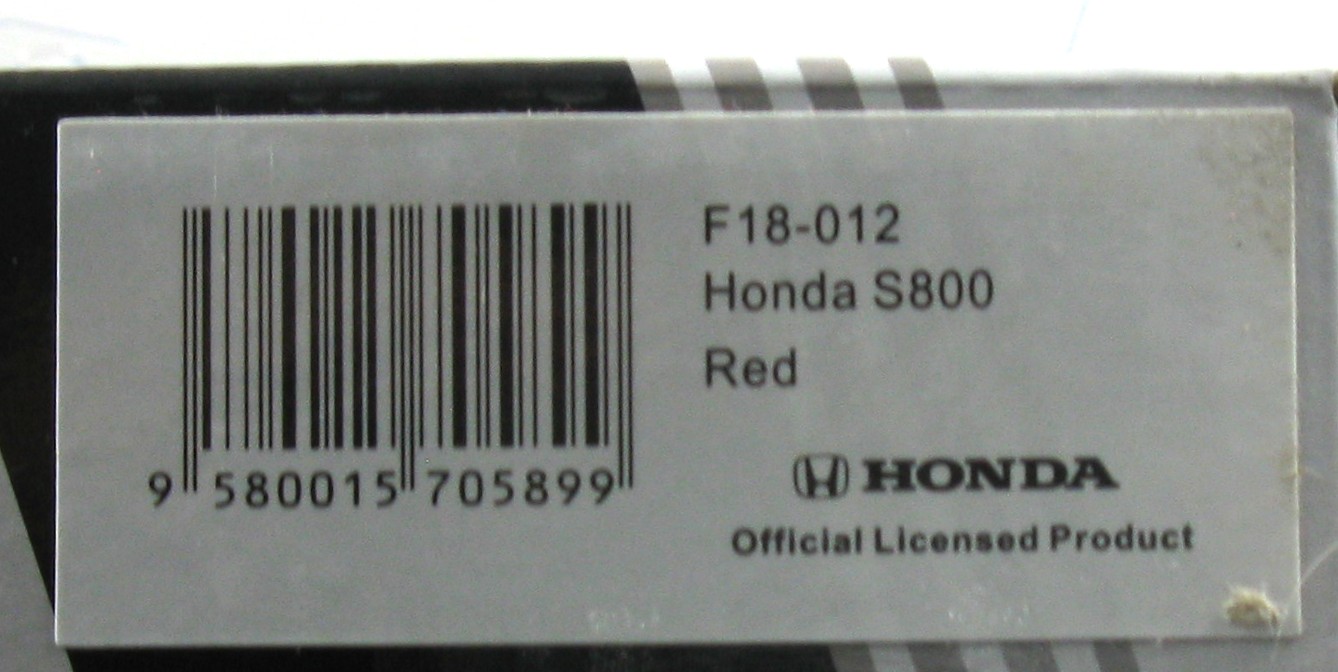 F18-012
Honda S800
Red
9 580015 705899
HONDA
Official Licensed Product